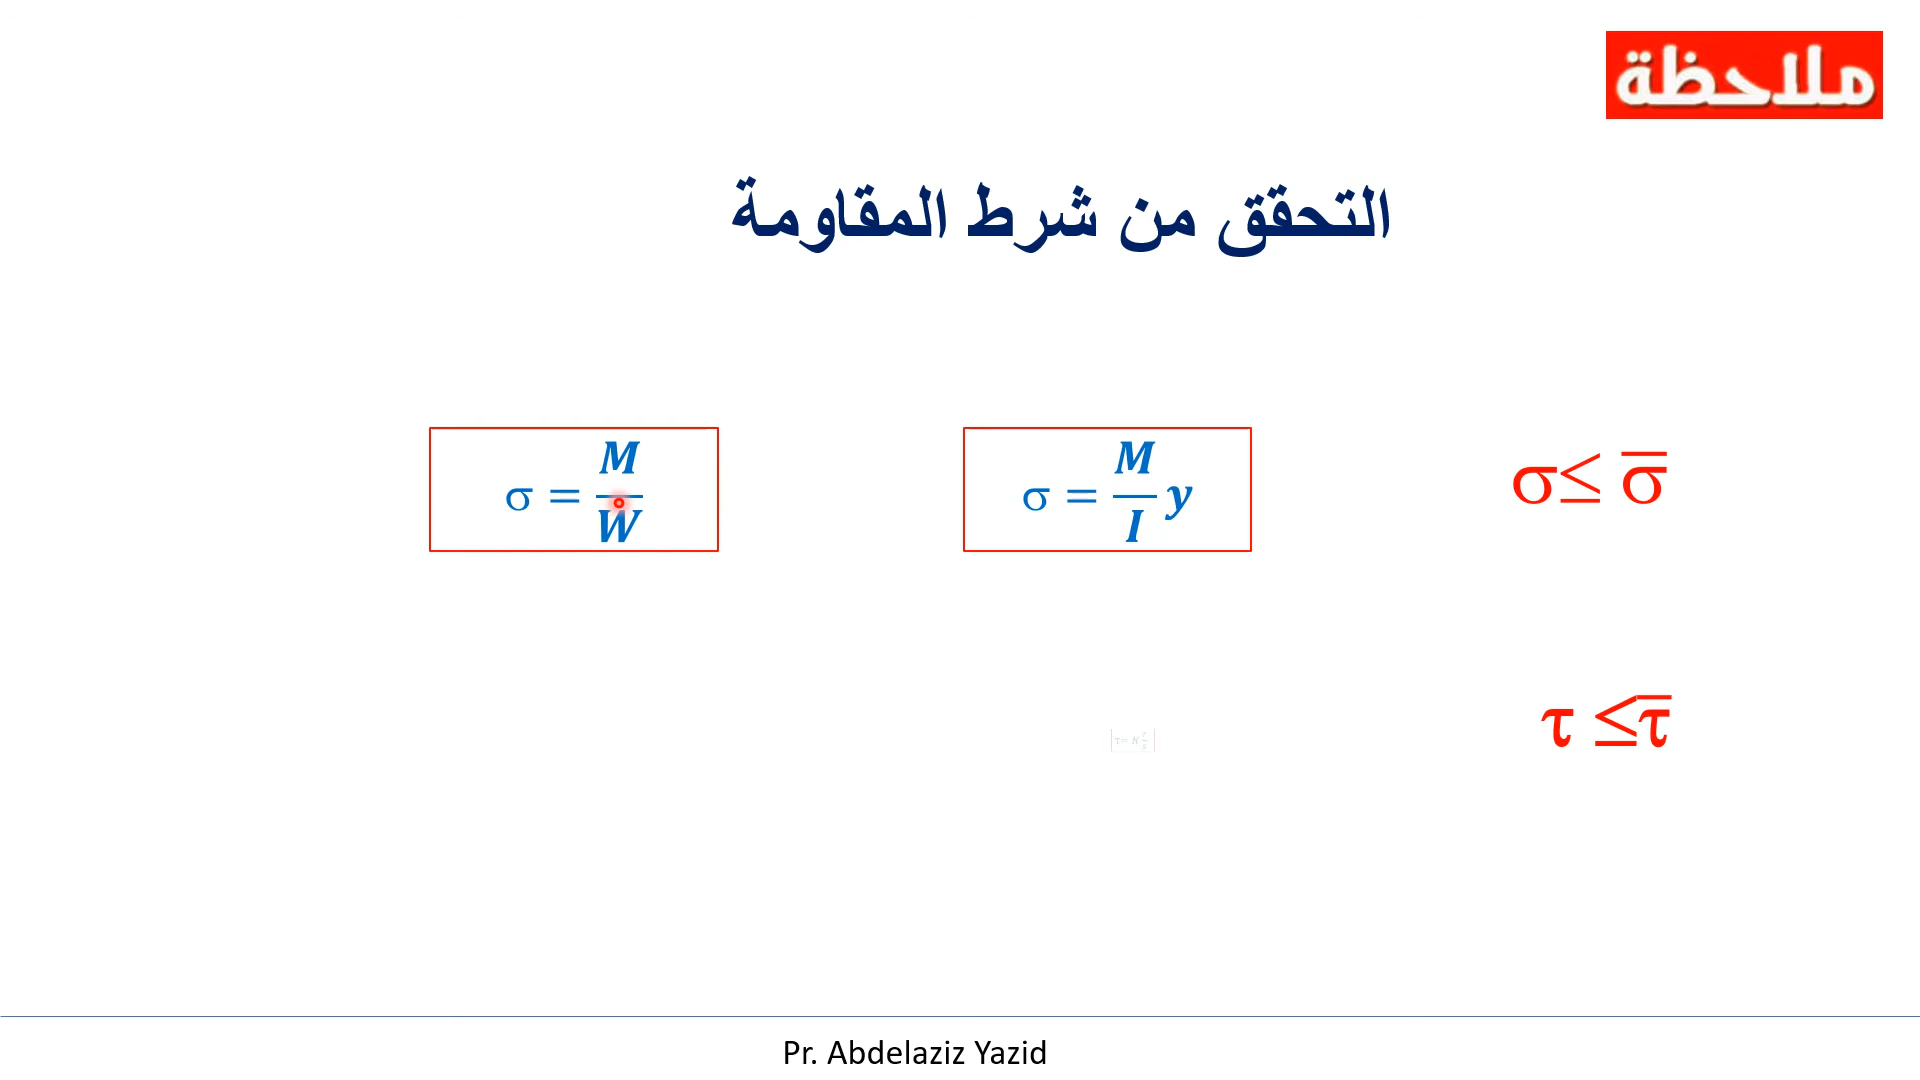 ملاحظة
التحقق من شرط المقاومة
σ ≤ σ̅
σ = M/I y
σ = M/W
τ ≤ τ̅
Pr. Abdelaziz Yazid